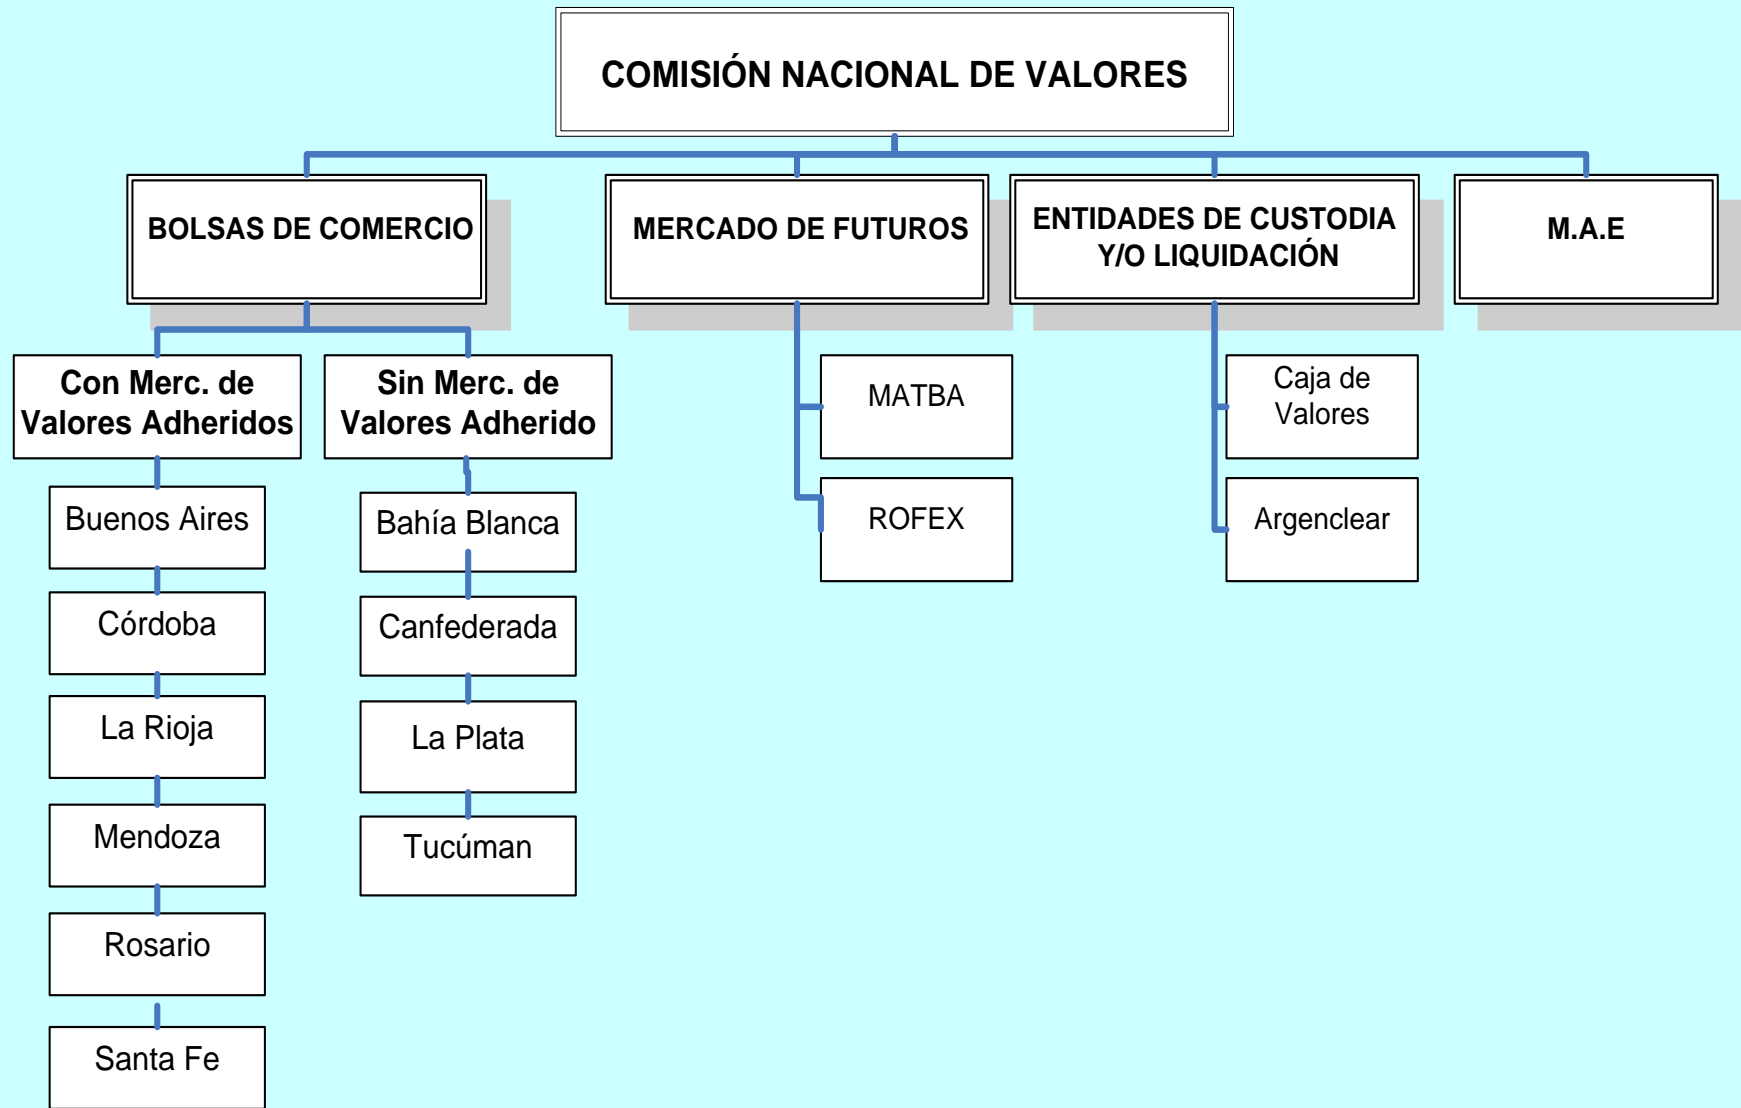 COMISIÓN NACIONAL DE VALORES
BOLSAS DE COMERCIO
MERCADO DE FUTUROS
ENTIDADES DE CUSTODIA
Y/O LIQUIDACIÓN
M.A.E
Con Merc. de
Valores Adheridos
Sin Merc. de
Valores Adherido
MATBA
Caja de
Valores
Buenos Aires
Bahía Blanca
ROFEX
Argenclear
Córdoba
Canfederada
La Rioja
La Plata
Mendoza
Tucúman
Rosario
Santa Fe